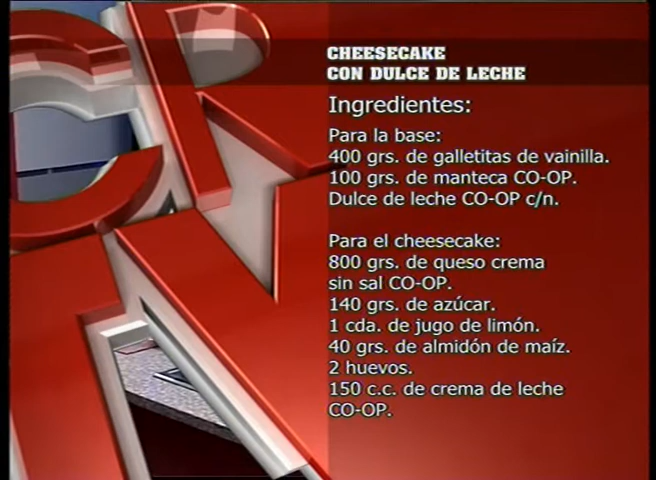 CHEESECAKE
CON DULCE DE LECHE
Ingredientes:
Para la base:
400 grs. de galletitas de vainilla.
100 grs. de manteca CO-OP.
Dulce de leche CO-OP c/n.
Para el cheesecake:
800 grs. de queso crema
sin sal CO-OP.
140 grs. de azúcar.
1 cda. de jugo de limón.
40 grs. de almidón de maíz.
2 huevos.
150 c.c. de crema de leche
CO-OP.